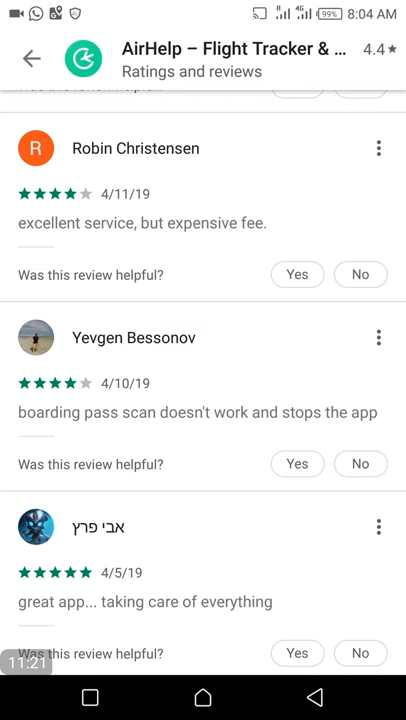 99% 8:04 AM
AirHelp – Flight Tracker & ... 4.4★
Ratings and reviews
R Robin Christensen
4/11/19
excellent service, but expensive fee.
Was this review helpful? Yes No
Yevgen Bessonov
4/10/19
boarding pass scan doesn't work and stops the app
Was this review helpful? Yes No
אבי פרץ
4/5/19
great app... taking care of everything
Was this review helpful? Yes No
11:21